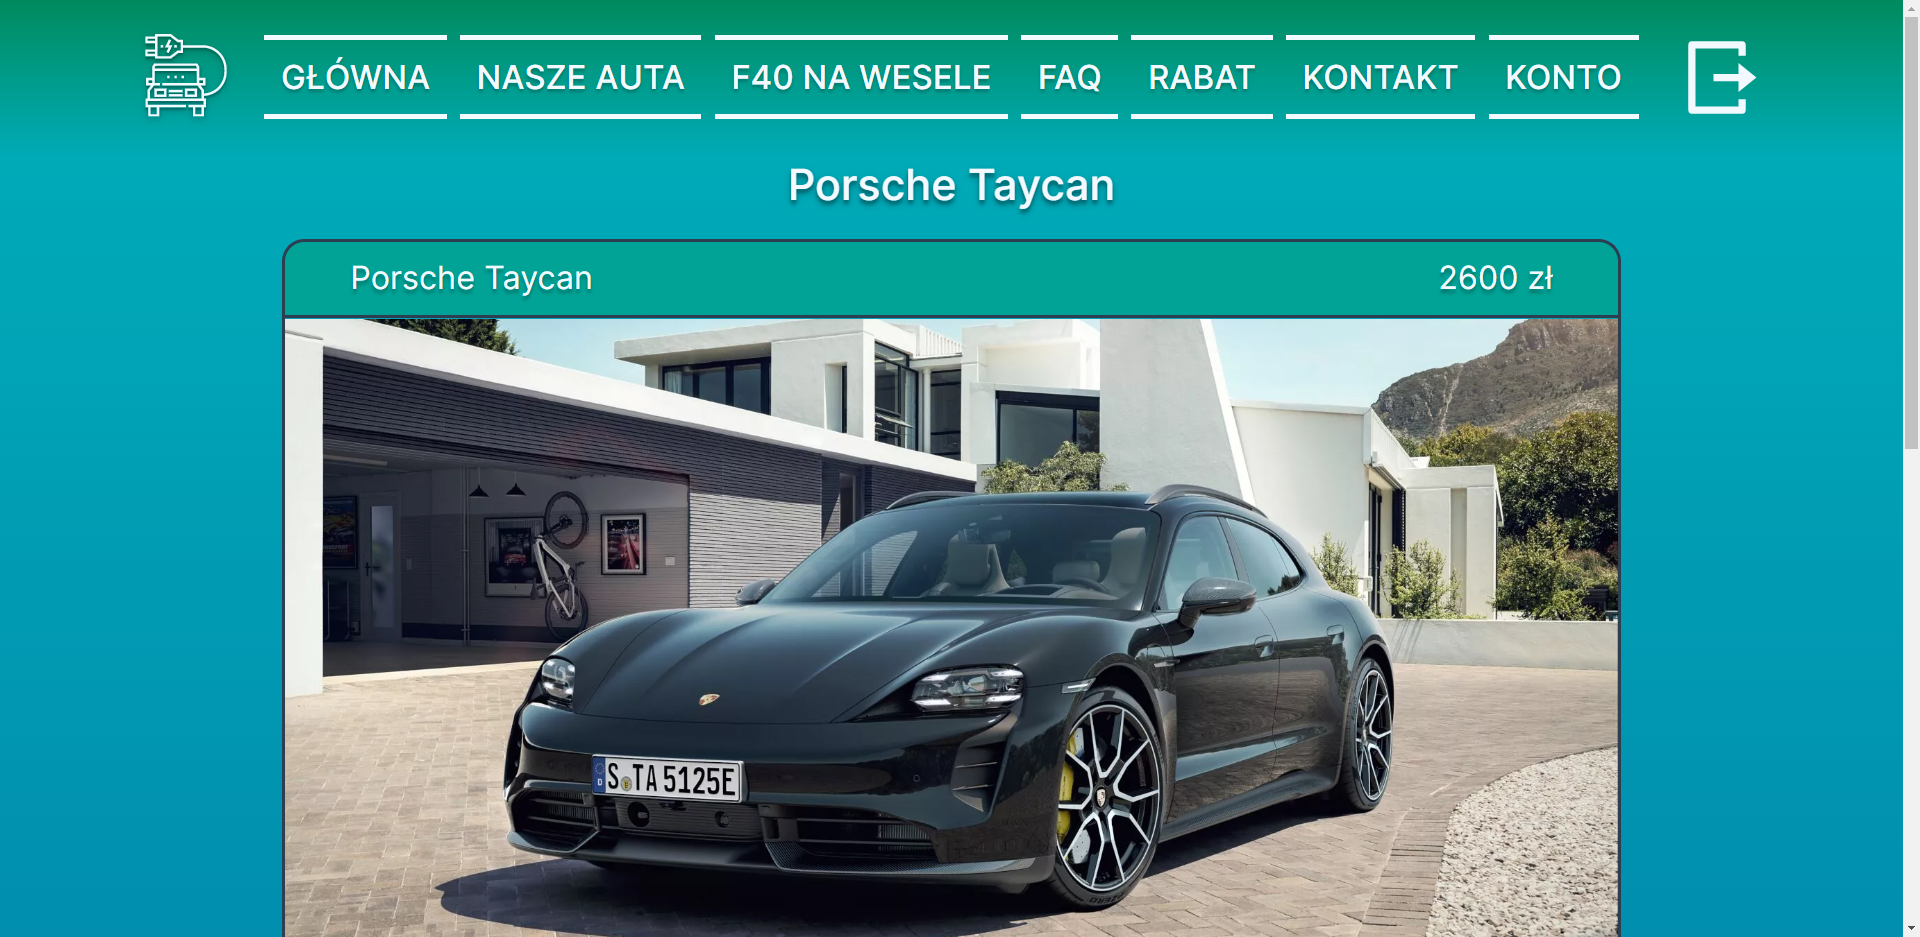 GŁÓWNA
NASZE AUTA
F40 NA WESELE
FAQ
RABAT
KONTAKT
KONTO
Porsche Taycan
Porsche Taycan
2600 zł
S TA 5125E